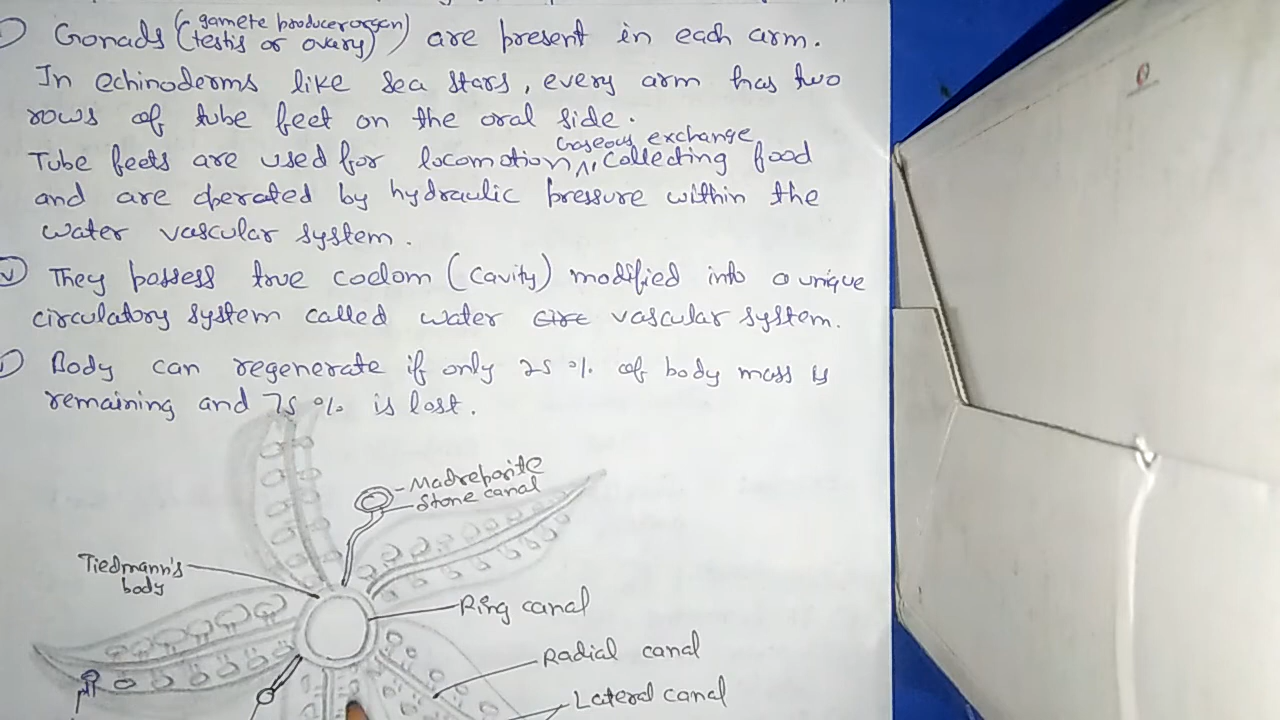 Gonads (gamete producer organ
testis or ovary) are present in each arm.
In echinoderms like Sea stars, every arm has two
rows of tube feet on the oral side.
Gaseous exchange
Tube feets are used for locomotion, collecting food
and are operated by hydraulic pressure within the
water vascular system.
v) They possess true coelom (cavity) modified into a unique
circulatory system called water vascular system.
Body can regenerate if only 25 % of body mass is
remaining and 75 % is lost.
Madreporite
Stone canal
Tiedmann's
body
Ring canal
Radial canal
Lateral canal